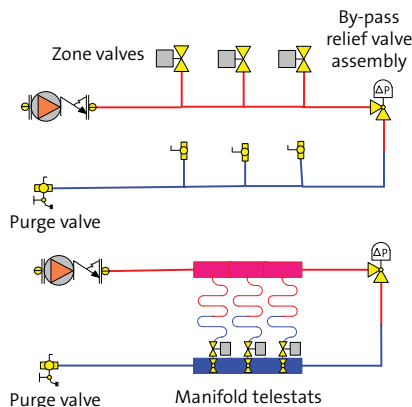 By-pass
relief valve
assembly
Zone valves
ΔP
Purge valve
ΔP
Purge valve
Manifold telestats